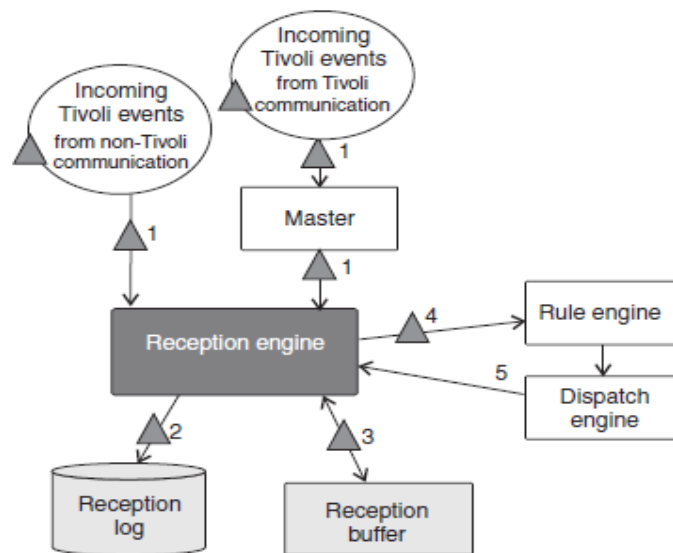 Incoming
Tivoli events
from non-Tivoli
communication
Incoming
Tivoli events
from Tivoli
communication
1
1
Master
1
Reception engine
4
Rule engine
5
Dispatch
engine
2
3
Reception
log
Reception
buffer